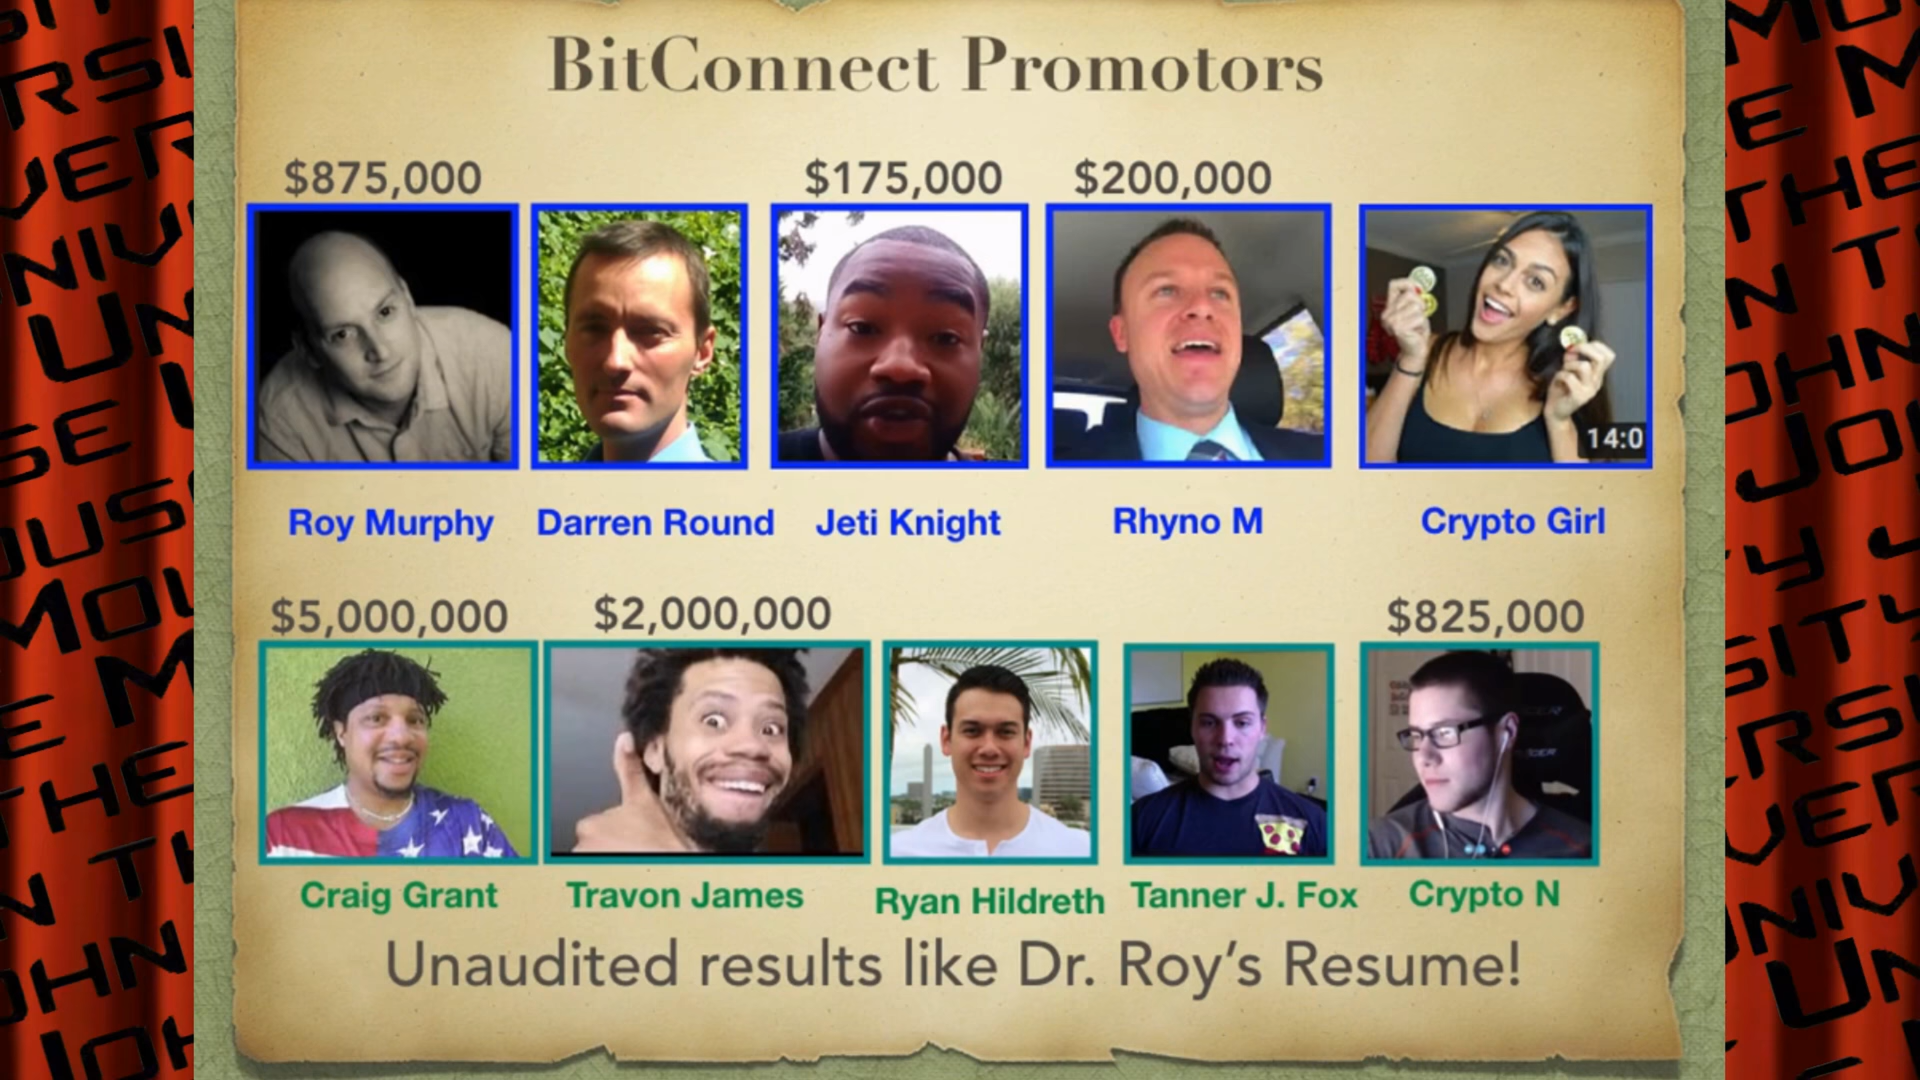 BitConnect Promotors
$875,000 $175,000 $200,000
14:0
Roy Murphy Darren Round Jeti Knight Rhyno M Crypto Girl
$5,000,000 $2,000,000 $825,000
Craig Grant Travon James Ryan Hildreth Tanner J. Fox Crypto N
Unaudited results like Dr. Roy's Resume!